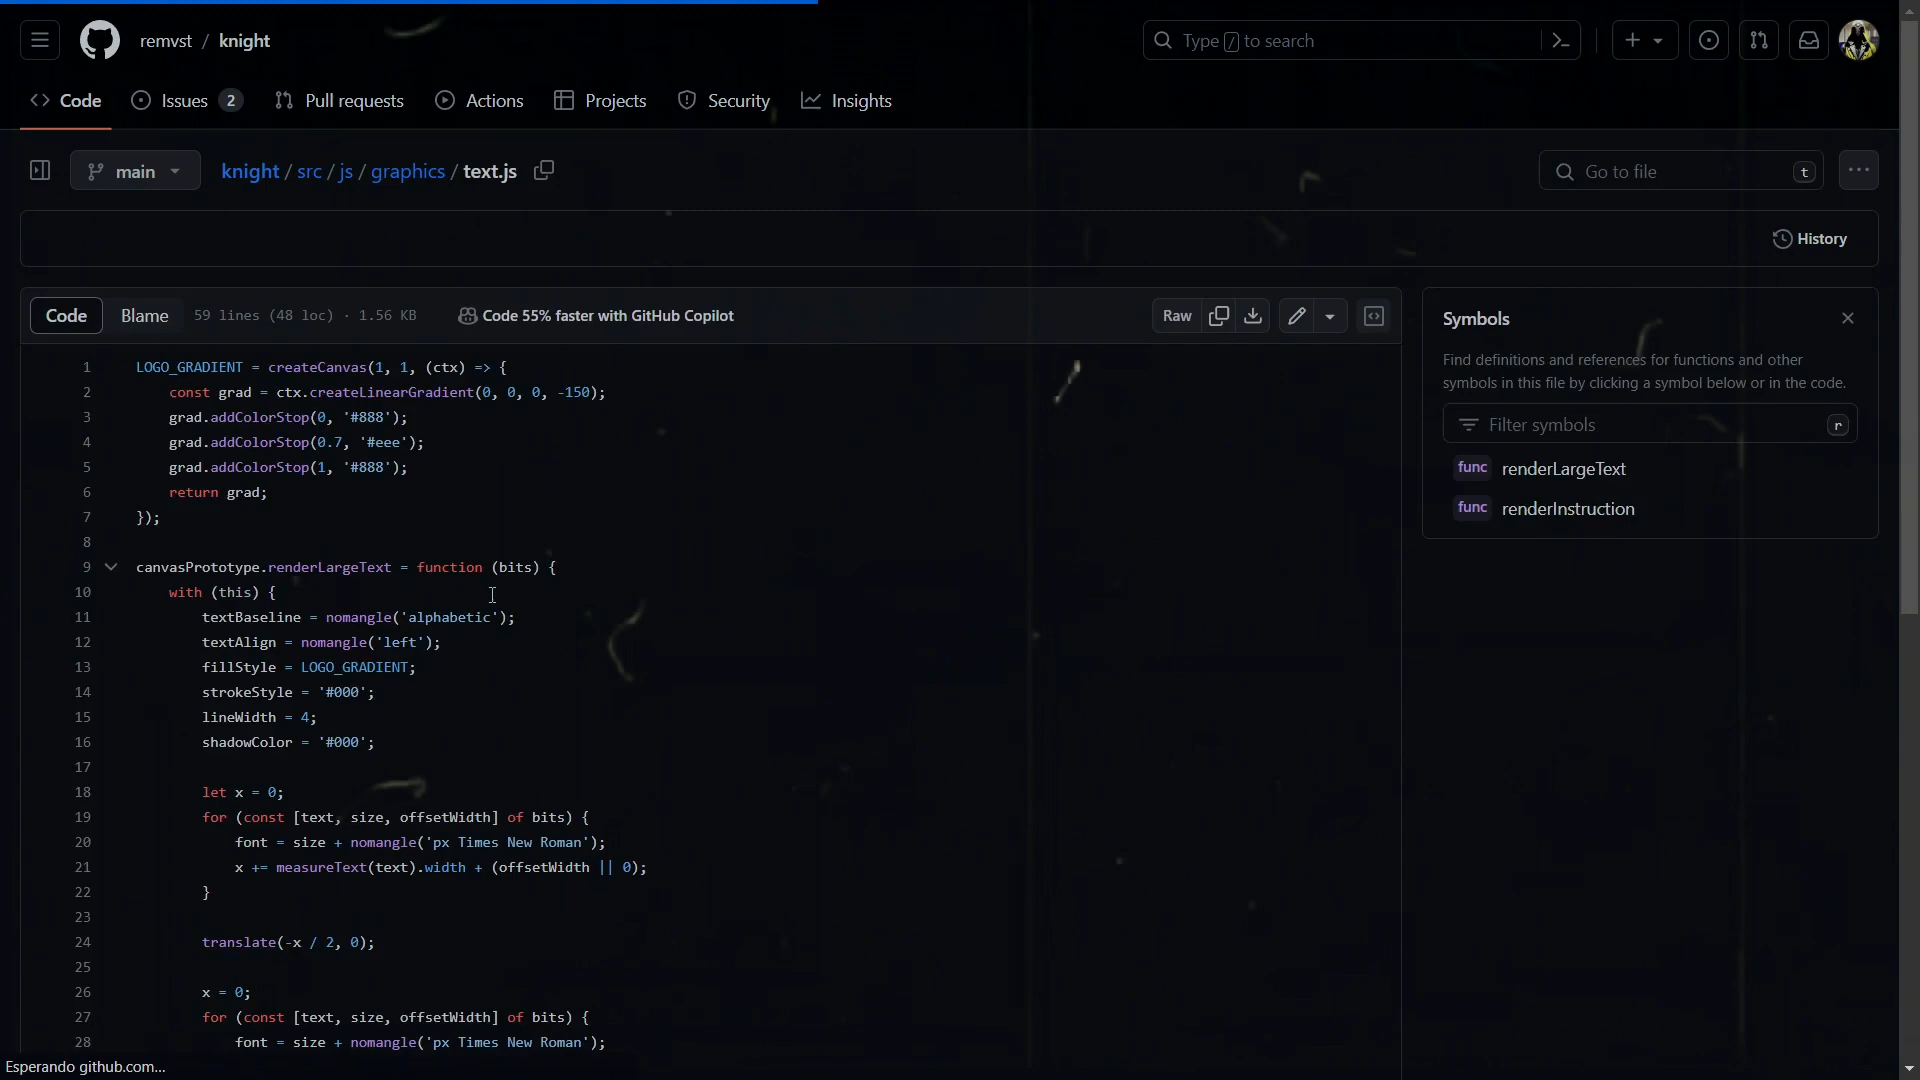 remvst / knight
Type / to search
Code
Issues 2
Pull requests
Actions
Projects
Security
Insights
main
knight / src / js / graphics / text.js
Go to file t
History
Code
Blame
59 lines (48 loc) · 1.56 KB
Code 55% faster with GitHub Copilot
Raw
1 LOGO_GRADIENT = createCanvas(1, 1, (ctx) => {
2 const grad = ctx.createLinearGradient(0, 0, 0, -150);
3 grad.addColorStop(0, '#888');
4 grad.addColorStop(0.7, '#eee');
5 grad.addColorStop(1, '#888');
6 return grad;
7 });
8
9 canvasPrototype.renderLargeText = function (bits) {
10 with (this) {
11 textBaseline = nomangle('alphabetic');
12 textAlign = nomangle('left');
13 fillStyle = LOGO_GRADIENT;
14 strokeStyle = '#000';
15 lineWidth = 4;
16 shadowColor = '#000';
17
18 let x = 0;
19 for (const [text, size, offsetWidth] of bits) {
20 font = size + nomangle('px Times New Roman');
21 x += measureText(text).width + (offsetWidth || 0);
22 }
23
24 translate(-x / 2, 0);
25
26 x = 0;
27 for (const [text, size, offsetWidth] of bits) {
28 font = size + nomangle('px Times New Roman');
Symbols
Find definitions and references for functions and other
symbols in this file by clicking a symbol below or in the code.
Filter symbols r
func renderLargeText
func renderInstruction
Esperando github.com...